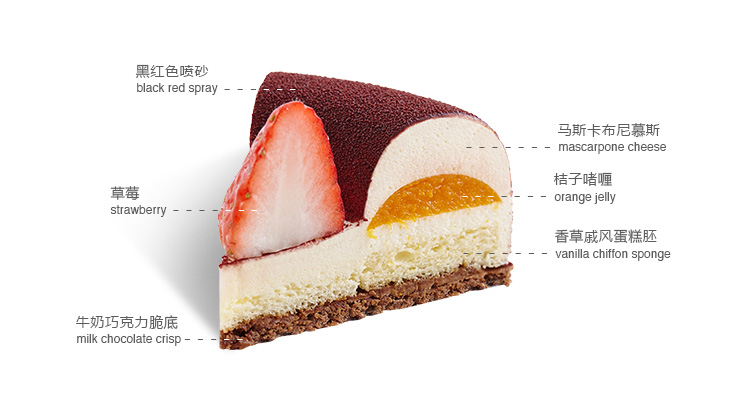 黑红色喷砂
black red spray
马斯卡布尼慕斯
mascarpone cheese
桔子啫喱
orange jelly
草莓
strawberry
香草戚风蛋糕胚
vanilla chiffon sponge
牛奶巧克力脆底
milk chocolate crisp